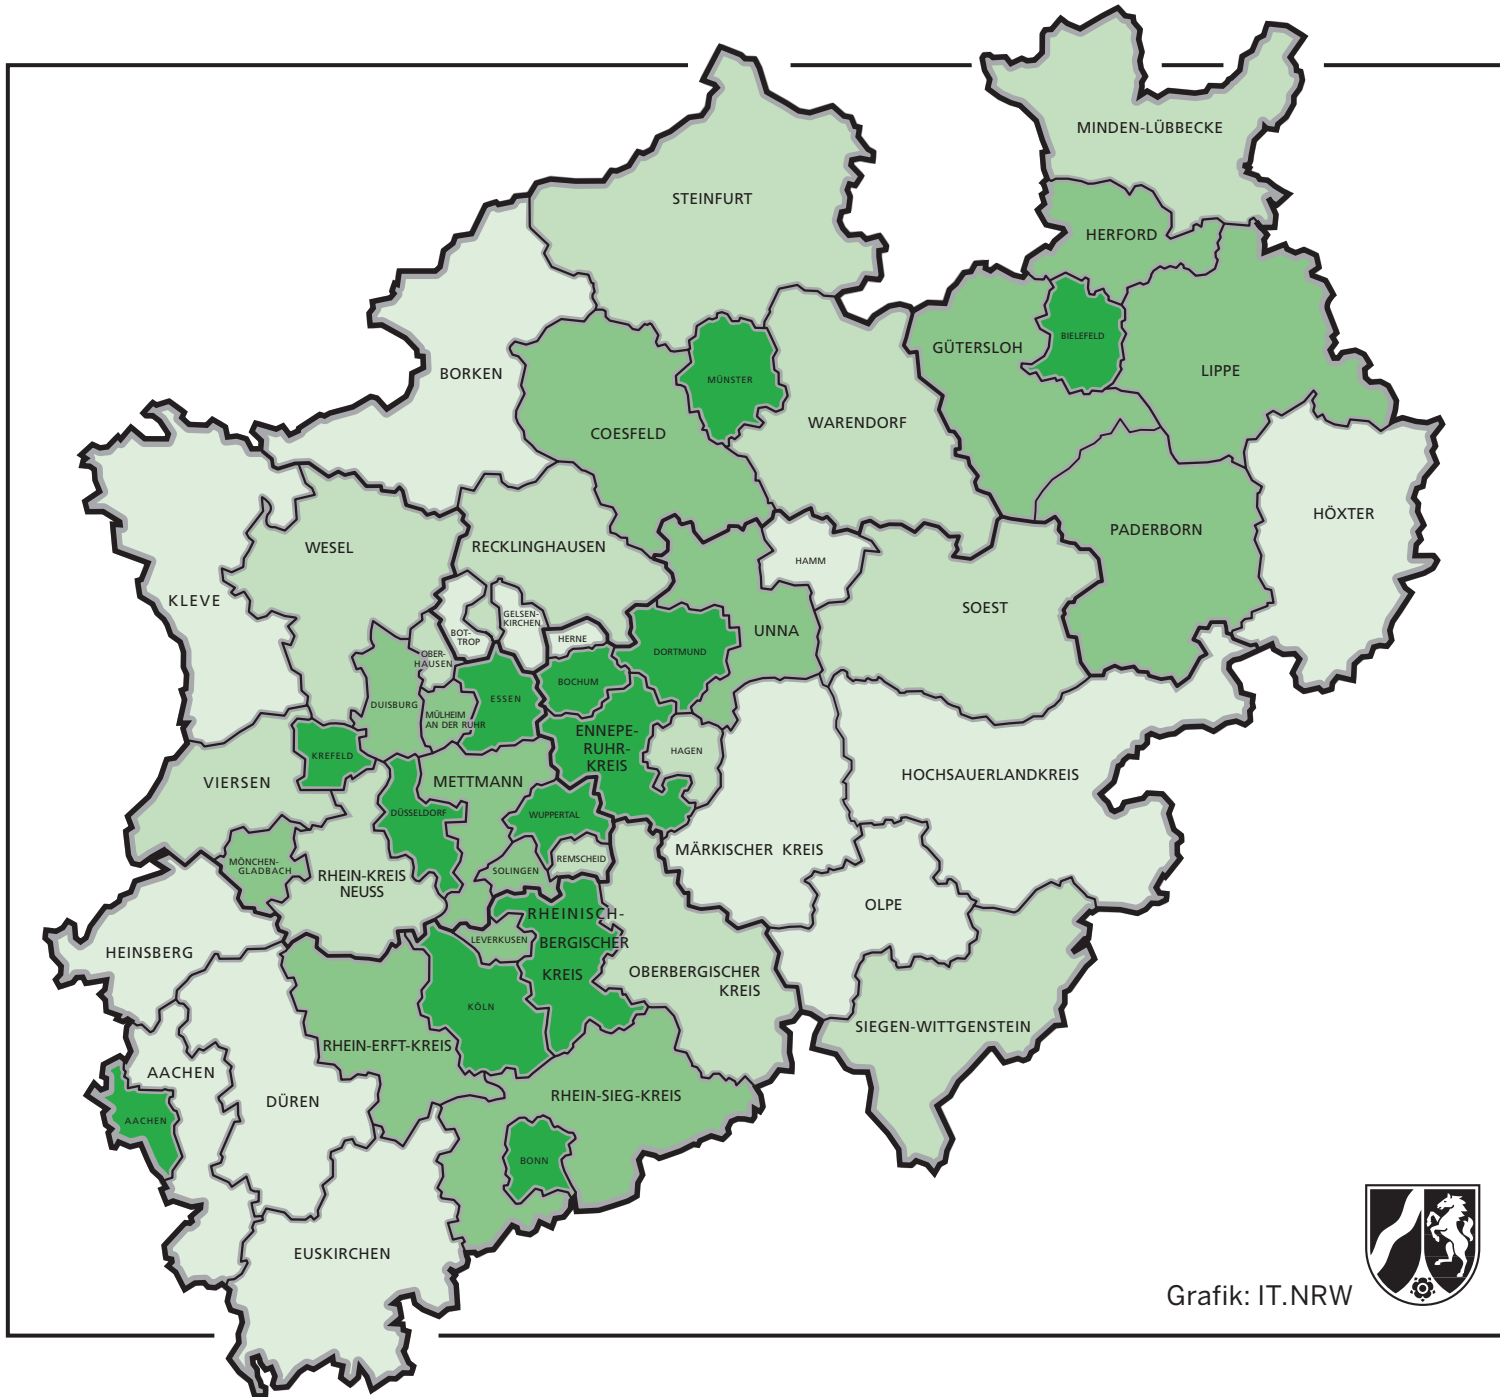 MINDEN-LÜBBECKE
STEINFURT
HERFORD
BIELEFELD
GÜTERSLOH
LIPPE
BORKEN
MÜNSTER
WARENDORF
COESFELD
HÖXTER
PADERBORN
WESEL
RECKLINGHAUSEN
HAMM
SOEST
KLEVE
GELSEN-
KIRCHEN
BOT-
TROP
HERNE
UNNA
OBER-
HAUSEN
DORTMUND
BOCHUM
ESSEN
DUISBURG
MÜLHEIM
AN DER RUHR
ENNEPE-
RUHR-
KREIS
HAGEN
KREFELD
VIERSEN
METTMANN
HOCHSAUERLANDKREIS
DÜSSELDORF
WUPPERTAL
MÄRKISCHER KREIS
MÖNCHEN-
GLADBACH
RHEIN-KREIS
NEUSS
SOLINGEN
REMSCHEID
OLPE
RHEINISCH-
BERGISCHER
KREIS
LEVERKUSEN
HEINSBERG
OBERBERGISCHER
KREIS
KÖLN
SIEGEN-WITTGENSTEIN
RHEIN-ERFT-KREIS
AACHEN
DÜREN
RHEIN-SIEG-KREIS
AACHEN
BONN
EUSKIRCHEN
Grafik: IT.NRW